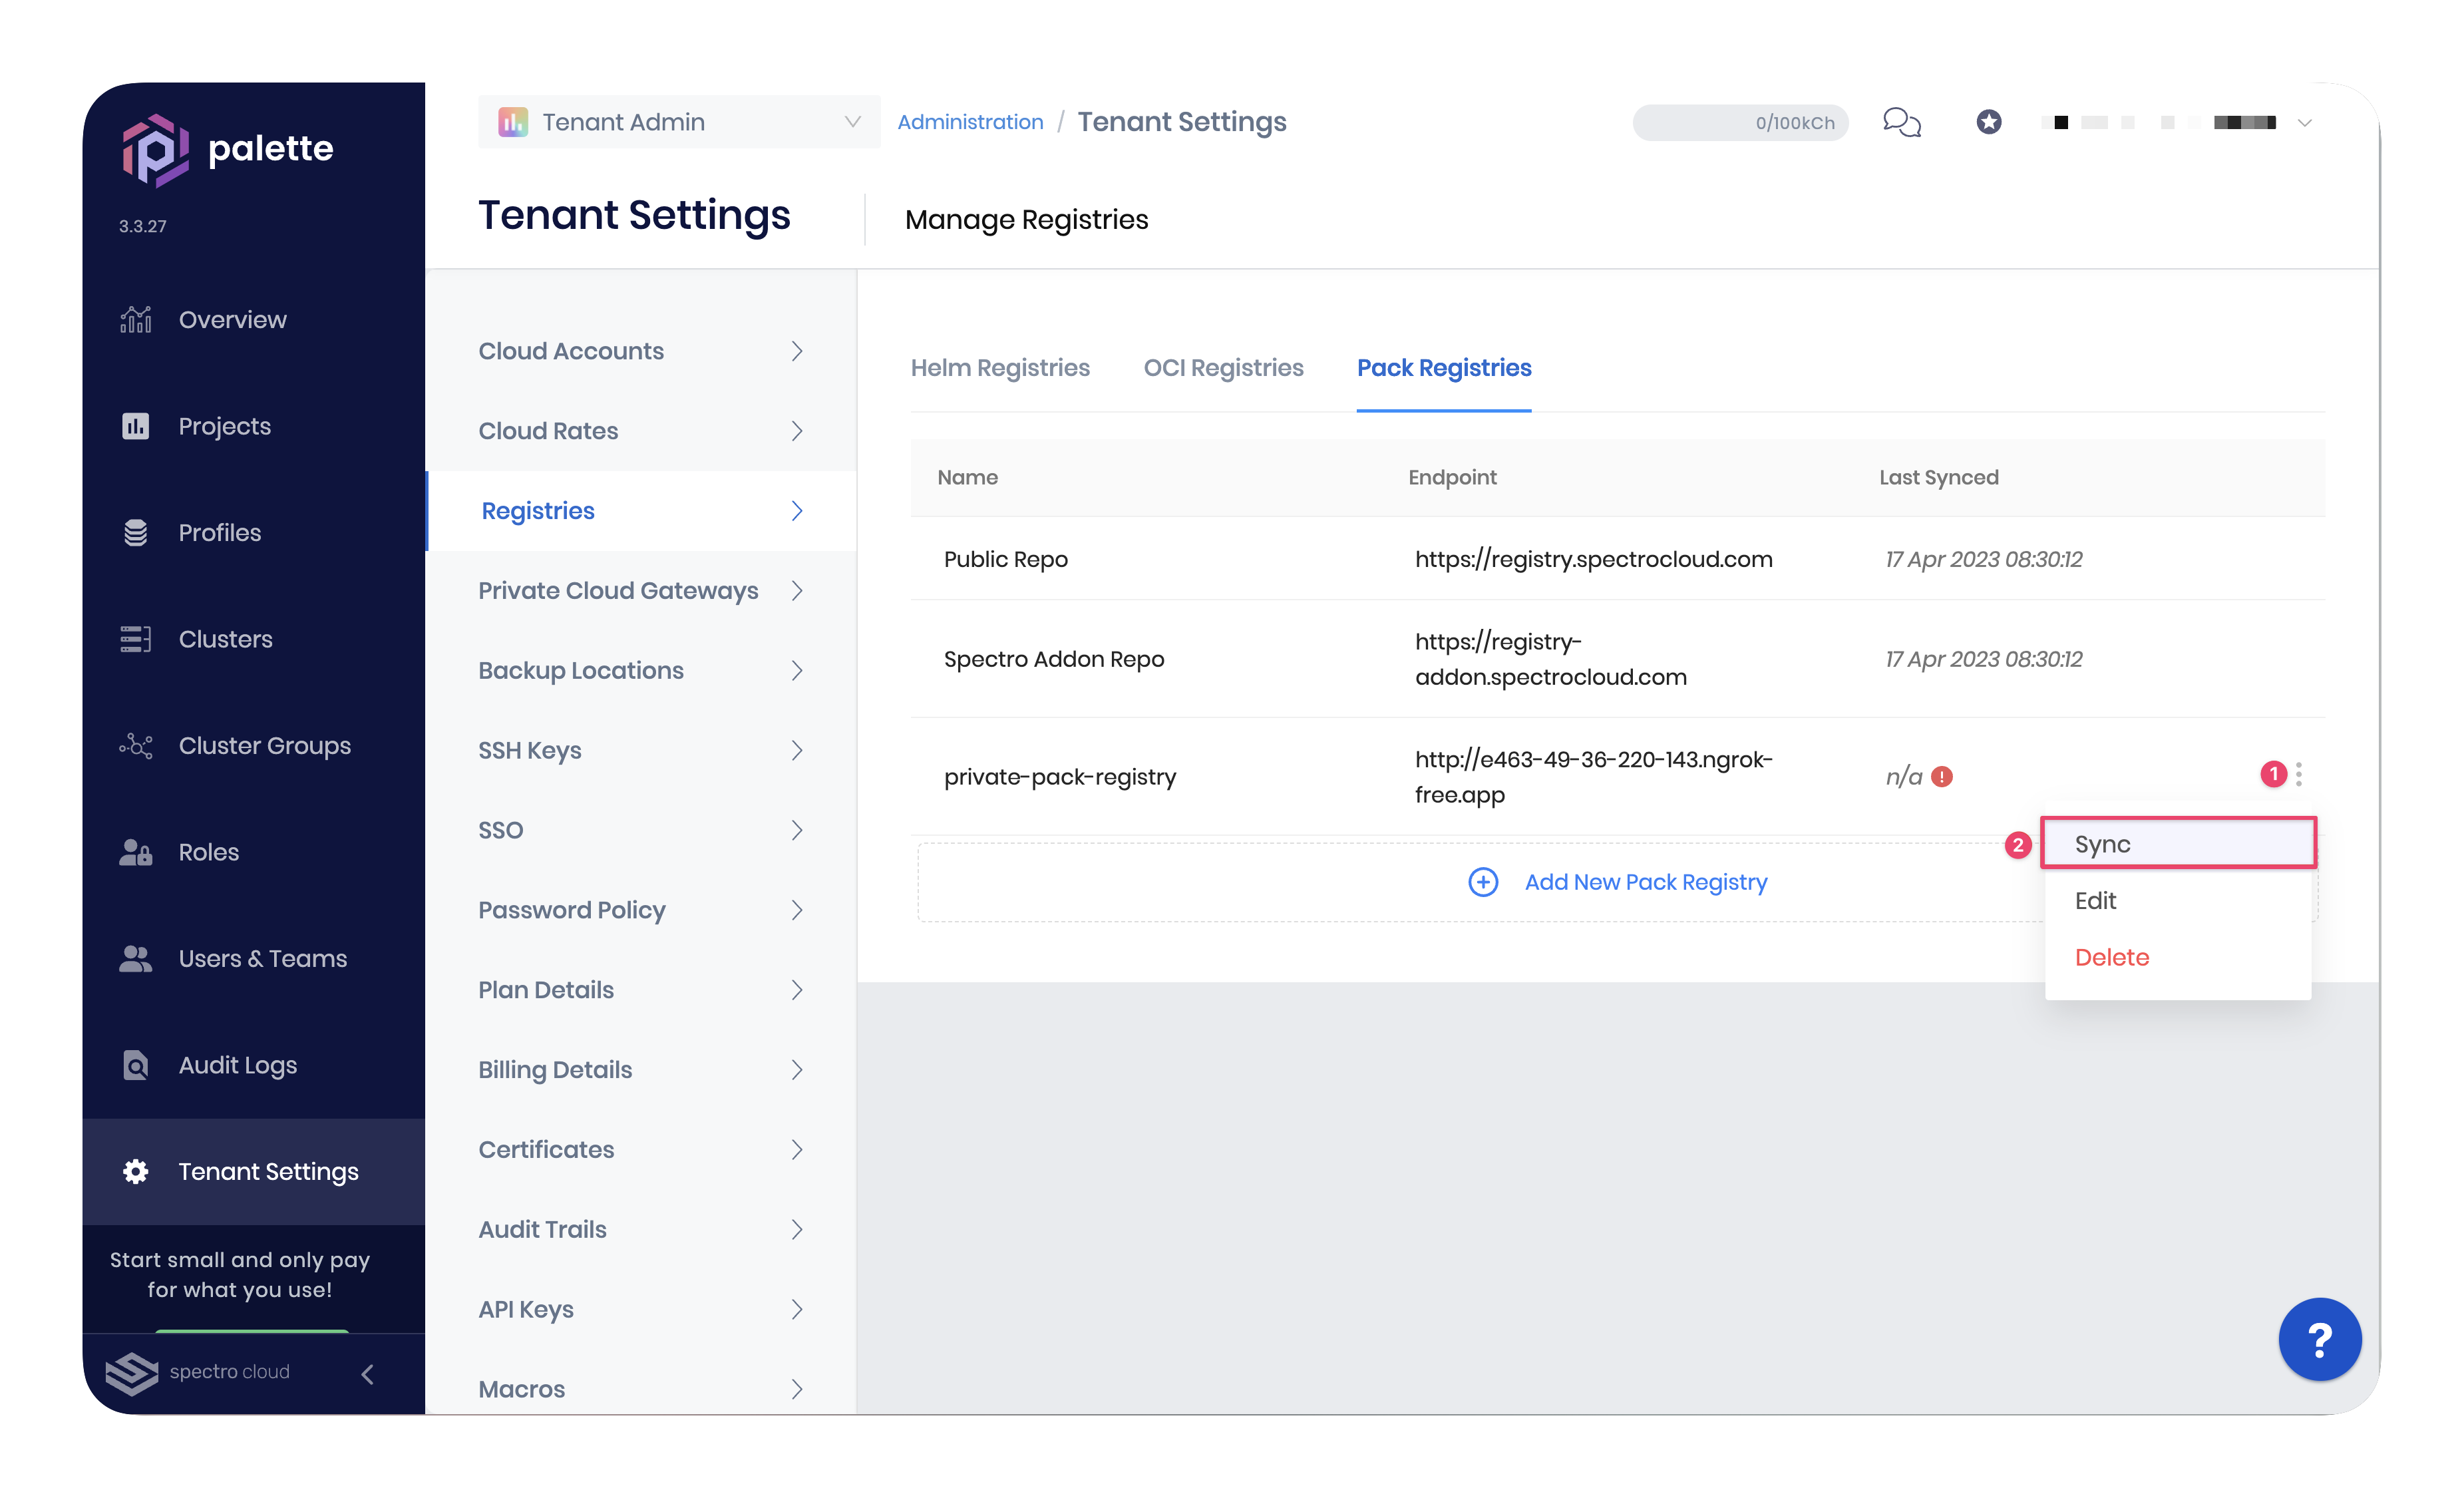 palette
3.3.27
Overview
Projects
Profiles
Clusters
Cluster Groups
Roles
Users & Teams
Audit Logs
Tenant Settings
Start small and only pay
for what you use!
spectro cloud
Tenant Admin
Administration / Tenant Settings
0/100kCh
Tenant Settings
Manage Registries
Cloud Accounts
Cloud Rates
Registries
Private Cloud Gateways
Backup Locations
SSH Keys
SSO
Password Policy
Plan Details
Billing Details
Certificates
Audit Trails
API Keys
Macros
Helm Registries OCI Registries Pack Registries
Name Endpoint Last Synced
Public Repo https://registry.spectrocloud.com 17 Apr 2023 08:30:12
Spectro Addon Repo https://registry-
addon.spectrocloud.com 17 Apr 2023 08:30:12
private-pack-registry http://e463-49-36-220-143.ngrok-
free.app n/a ! 1
Add New Pack Registry
2 Sync
Edit
Delete
?